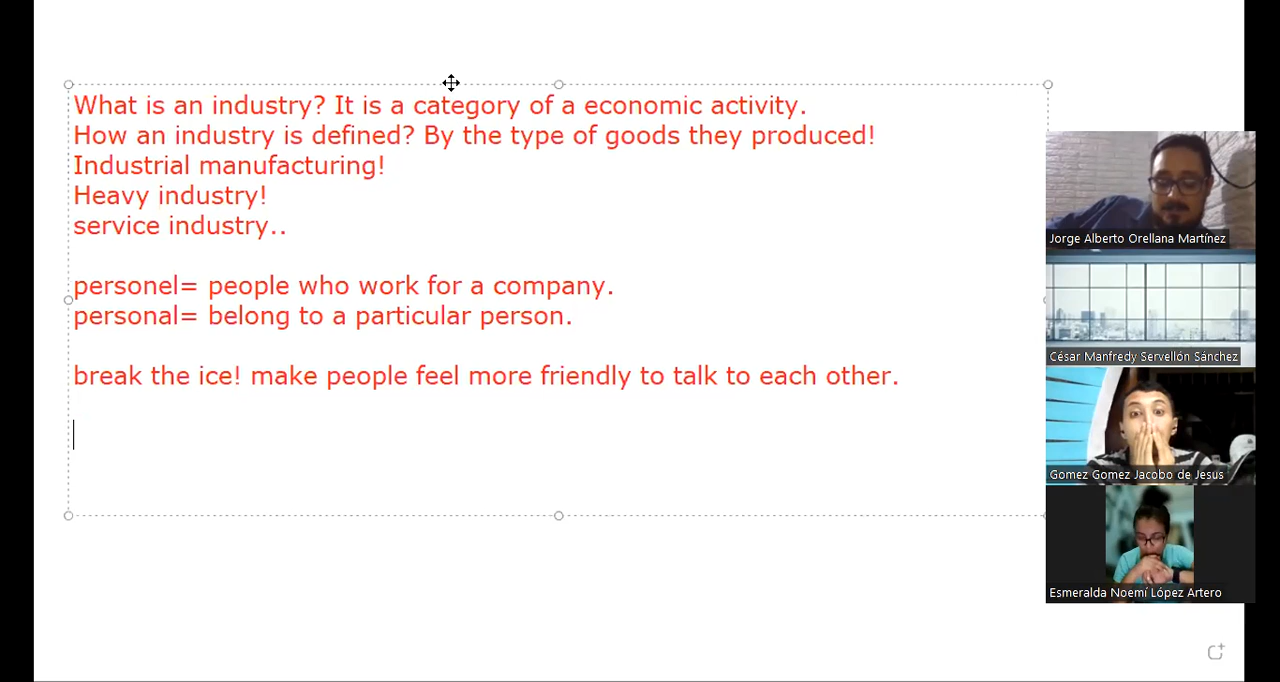 What is an industry? It is a category of a economic activity.
How an industry is defined? By the type of goods they produced!
Industrial manufacturing!
Heavy industry!
service industry..
personel= people who work for a company.
personal= belong to a particular person.
break the ice! make people feel more friendly to talk to each other.
Jorge Alberto Orellana Martínez
César Manfredy Servellón Sánchez
Gomez Gomez Jacobo de Jesus
Esmeralda Noemí López Artero